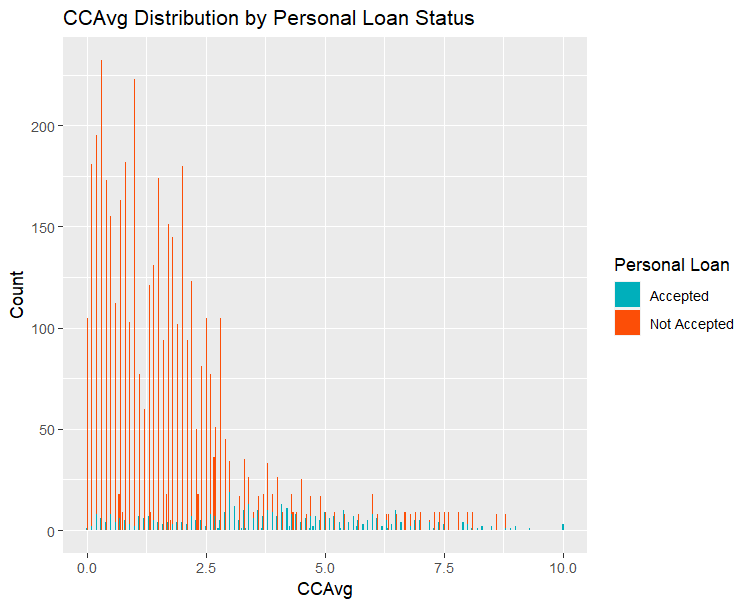 CCAvg Distribution by Personal Loan Status
Count
200
150
100
50
0
0.0 2.5 5.0 7.5 10.0
CCAvg
Personal Loan
Accepted
Not Accepted